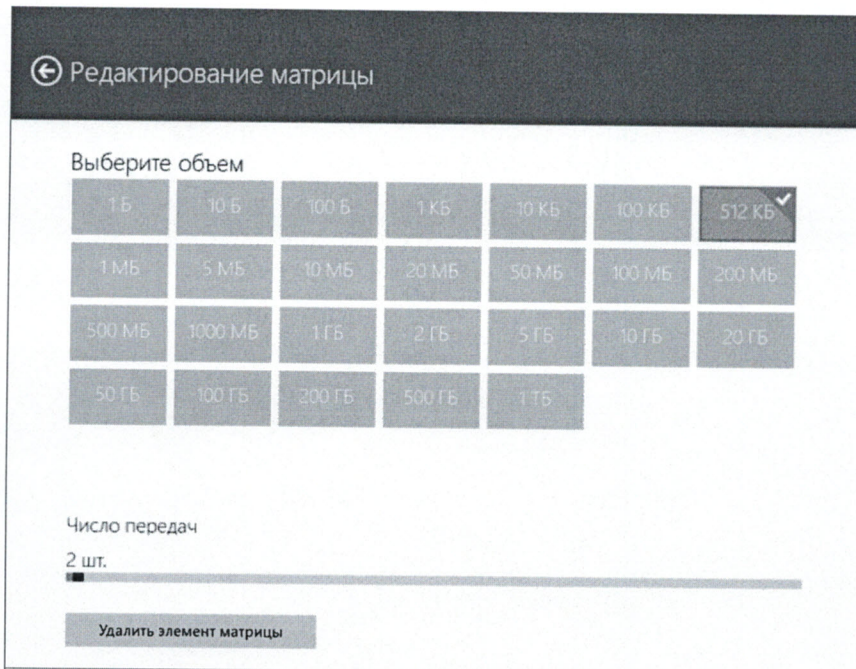 Редактирование матрицы
Выберите объем
1 Б 10 Б 100 Б 1 КБ 10 КБ 100 КБ 512 КБ
1 МБ 5 МБ 10 МБ 20 МБ 50 МБ 100 МБ 200 МБ
500 МБ 1000 МБ 1 ГБ 2 ГБ 5 ГБ 10 ГБ 20 ГБ
50 ГБ 100 ГБ 200 ГБ 500 ГБ 1 ТБ
Число передач
2 шт.
Удалить элемент матрицы